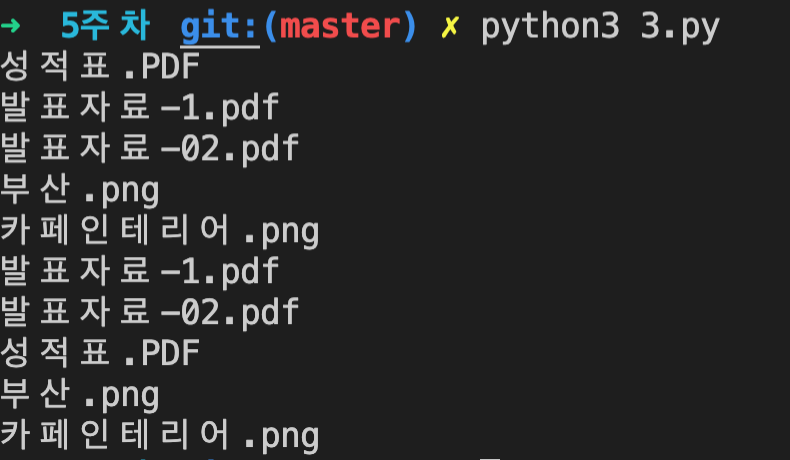 ➜ 5주차 git:(master) ✗ python3 3.py
성적표.PDF
발표자료-1.pdf
발표자료-02.pdf
부산.png
카페인테리어.png
발표자료-1.pdf
발표자료-02.pdf
성적표.PDF
부산.png
카페인테리어.png